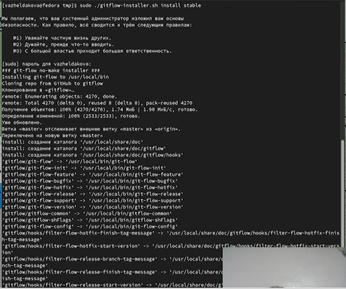 [vazheldakova@fedora tmp]$ sudo ./gitflow-installer.sh install stable
Мы полагаем, что ваш системный администратор изложил вам основы
безопасности. Как правило, всё сводится к трём следующим правилам:
#1) Уважайте частную жизнь других.
#2) Думайте, прежде что-то вводить.
#3) С большой властью приходит большая ответственность.
[sudo] пароль для vazheldakova:
### git-flow no-make installer ###
Installing git-flow to /usr/local/bin
Cloning repo from GitHub to gitflow
Клонирование в «gitflow»…
remote: Enumerating objects: 4270, done.
remote: Total 4270 (delta 0), reused 0 (delta 0), pack-reused 4270
Получение объектов: 100% (4270/4270), 1.74 МиБ | МиБ/с, готово.
Определение изменений: 100% (2533/2533), готово.
Уже обновлено.
Ветка «master» отслеживает внешнюю ветку «master» из «origin».
Переключено на новую ветку «master»
install: создание каталога '/usr/local/share/doc'
install: создание каталога '/usr/local/share/doc/gitflow'
install: создание каталога '/usr/local/share/doc/gitflow/hooks'
'gitflow/git-flow' -> '/usr/local/bin/git-flow'
'gitflow/git-flow-init' -> '/usr/local/bin/git-flow-init'
'gitflow/git-flow-feature' -> '/usr/local/bin/git-flow-feature'
'gitflow/git-flow-bugfix' -> '/usr/local/bin/git-flow-bugfix'
'gitflow/git-flow-hotfix' -> '/usr/local/bin/git-flow-hotfix'
'gitflow/git-flow-release' -> '/usr/local/bin/git-flow-release'
'gitflow/git-flow-support' -> '/usr/local/bin/git-flow-support'
'gitflow/git-flow-version' -> '/usr/local/bin/git-flow-version'
'gitflow/gitflow-common' -> '/usr/local/bin/gitflow-common'
'gitflow/gitflow-shFlags' -> '/usr/local/bin/gitflow-shFlags'
'gitflow/git-flow-config' -> '/usr/local/bin/git-flow-config'
'gitflow/hooks/filter-flow-hotfix-finish-tag-message' -> '/usr/local/share/doc/gitflow/hooks/filter-flow-hotfix-finis
h-tag-message'
'gitflow/hooks/filter-flow-hotfix-start-version' -> '/usr/local/share/doc/gitflow/hooks/filter-flow-hotfix-start-vers
ion'
'gitflow/hooks/filter-flow-release-branch-tag-message' -> '/usr/local/share/doc
nch-tag-message'
'gitflow/hooks/filter-flow-release-finish-tag-message' -> '/usr/local/share/doc
ish-tag-message'
'gitflow/hooks/filter-flow-release-start-version' -> '/usr/local/share/doc/gitf